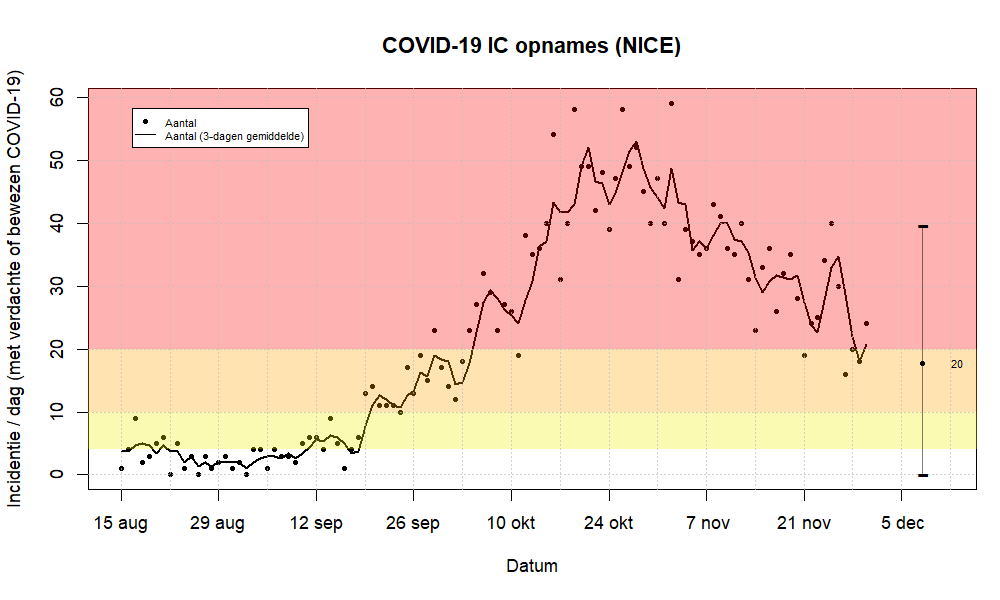 COVID-19 IC opnames (NICE)
Incidentie / dag (met verdachte of bewezen COVID-19)
60
50
40
30
20
10
0
Aantal
Aantal (3-dagen gemiddelde)
20
15 aug 29 aug 12 sep 26 sep 10 okt 24 okt 7 nov 21 nov 5 dec
Datum